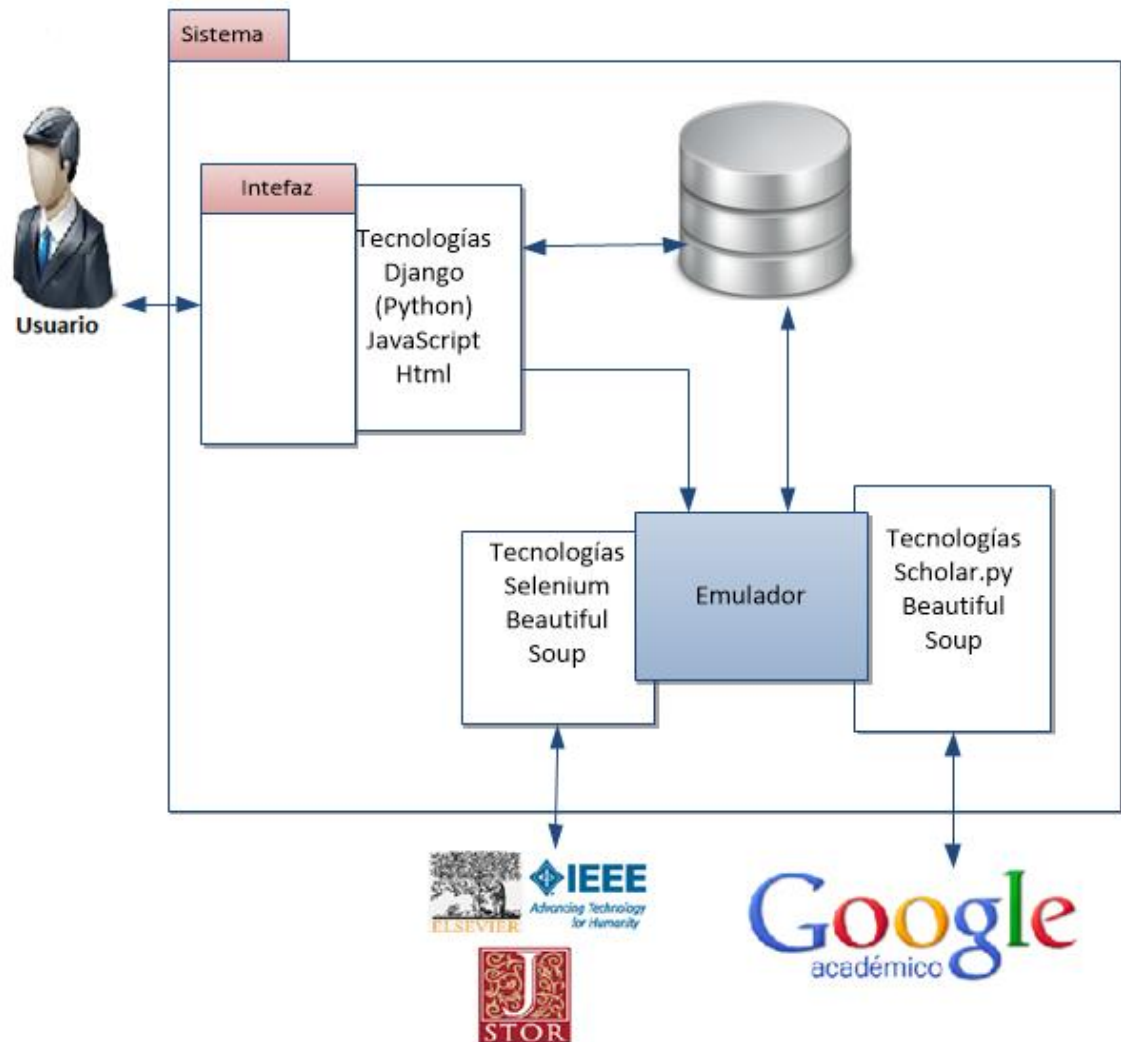 Sistema
Intefaz
Tecnologías
Django
(Python)
JavaScript
Html
Usuario
Tecnologías
Selenium
Beautiful
Soup
Emulador
Tecnologías
Scholar.py
Beautiful
Soup
ELSEVIER
IEEE
Advancing Technology
for Humanity
J
STOR
Google
académico